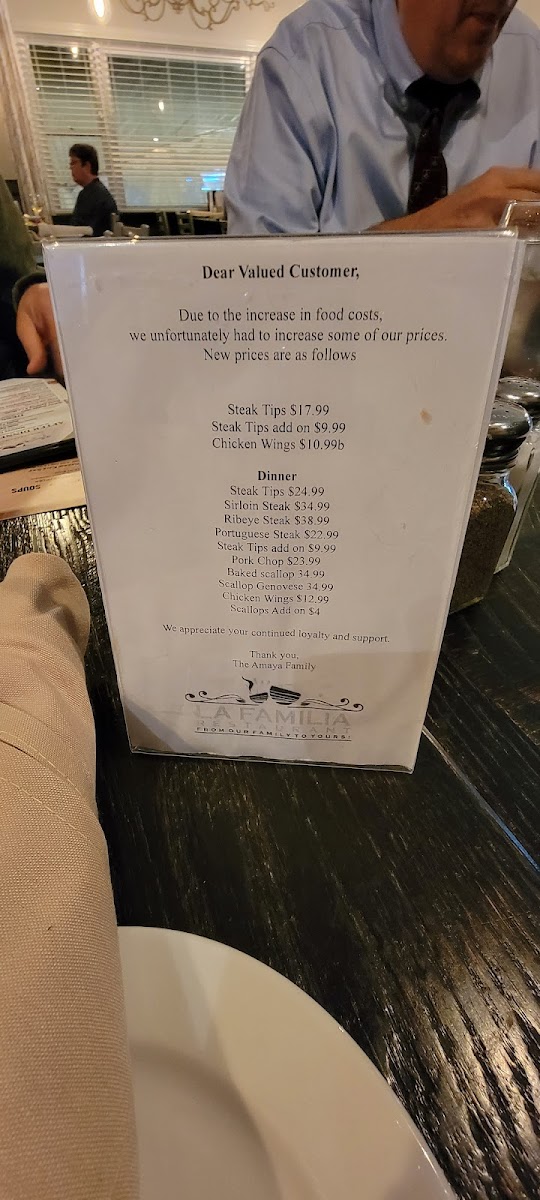 Dear Valued Customer,
Due to the increase in food costs,
we unfortunately had to increase some of our prices.
New prices are as follows
Steak Tips $17.99
Steak Tips add on $9.99
Chicken Wings $10.99b
Dinner
Steak Tips $24.99
Sirloin Steak $34.99
Ribeye Steak $38.99
Portuguese Steak $22.99
Steak Tips add on $9.99
Pork Chop $23.99
Baked scallop 34.99
Scallop Genovese 34.99
Chicken Wings $12,99
Scallops Add on $4
We appreciate your continued loyalty and support.
Thank you,
The Amaya Family
LA FAMILIA
RESTAURANT
FROM OUR FAMILY TO YOURS!
SOUPS